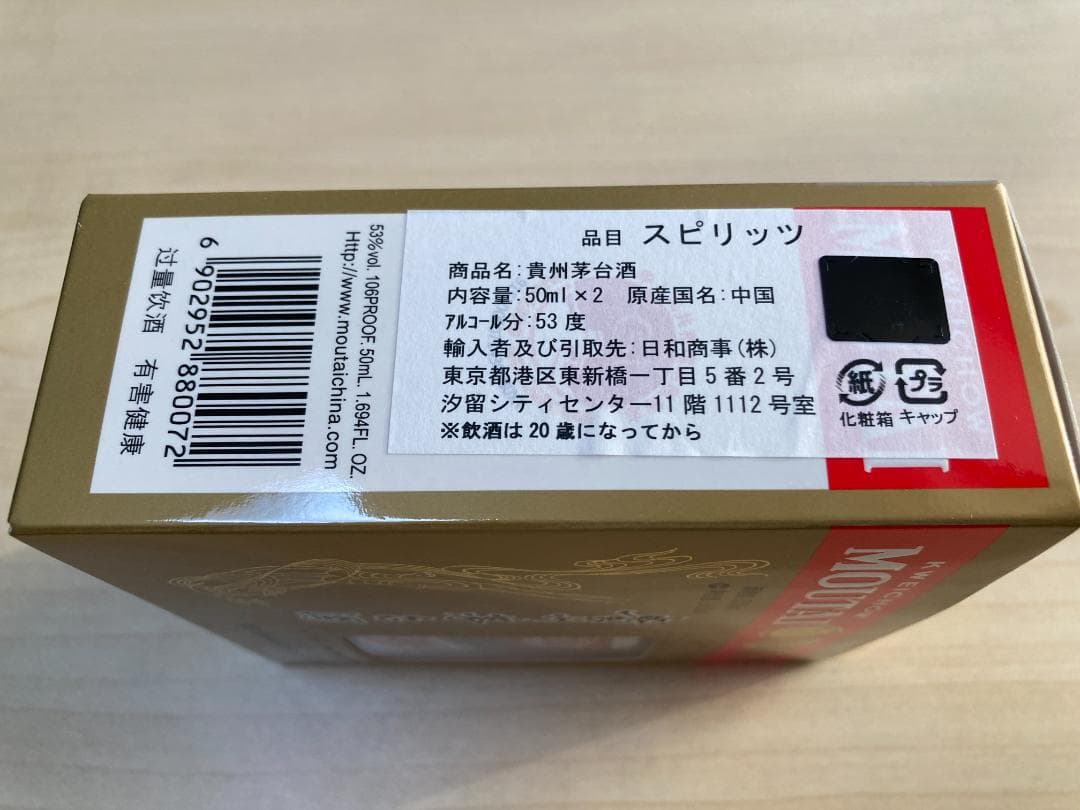 品目 スピリッツ
商品名:貴州茅台酒
内容量:50ml×2 原産国名:中国
アルコール分:53度
輸入者及び引取先:日和商事(株)
東京都港区東新橋一丁目5番2号
汐留シティセンター11階1112号室
※飲酒は20歳になってから
紙 プラ
化粧箱 キャップ
53%vol. 106PROOF. 50mL. 1.694FL. OZ.
Http://www.moutaichina.com
6 902952 880072
过量饮酒 有害健康
KWEICHOW
MOUTAI